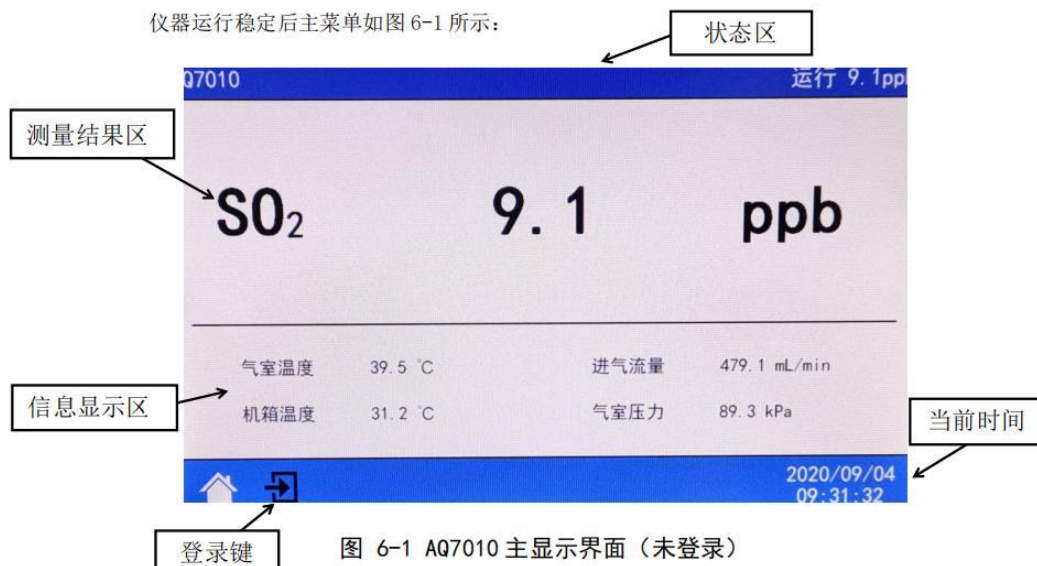 仪器运行稳定后主菜单如图 6-1 所示：
状态区
AQ7010 运行 9.1ppb
测量结果区
SO₂ 9.1 ppb
气室温度 39.5 ℃ 进气流量 479.1 mL/min
信息显示区
机箱温度 31.2 ℃ 气室压力 89.3 kPa
当前时间
2020/09/04
09:31:32
登录键
图 6-1 AQ7010 主显示界面（未登录）